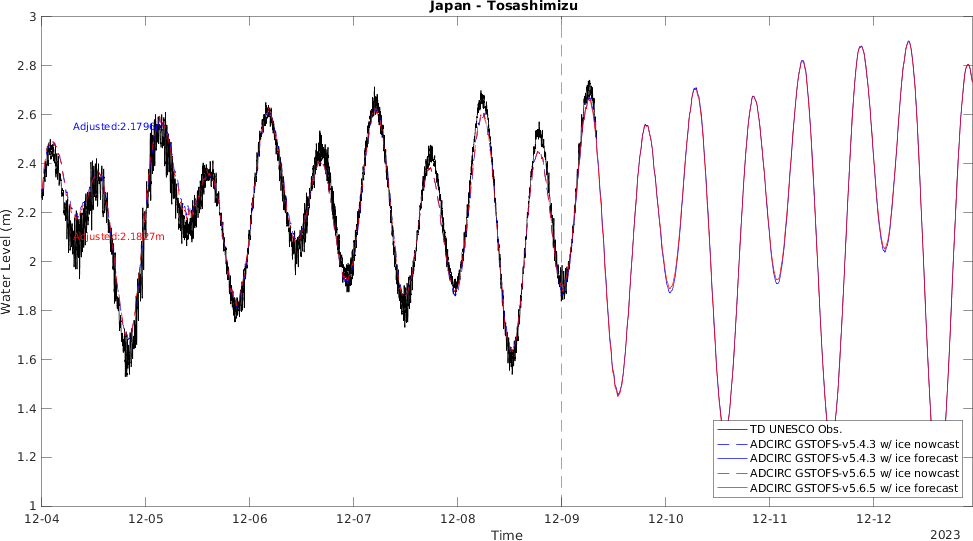 Japan - Tosashimizu
3
2.8
2.6
2.4
2.2
2
1.8
1.6
1.4
1.2
1
Water Level (m)
Adjusted:2.1796m
Adjusted:2.1827m
TD UNESCO Obs.
ADCIRC GSTOFS-v5.4.3 w/ ice nowcast
ADCIRC GSTOFS-v5.4.3 w/ ice forecast
ADCIRC GSTOFS-v5.6.5 w/ ice nowcast
ADCIRC GSTOFS-v5.6.5 w/ ice forecast
12-04 12-05 12-06 12-07 12-08 12-09 12-10 12-11 12-12
Time
2023